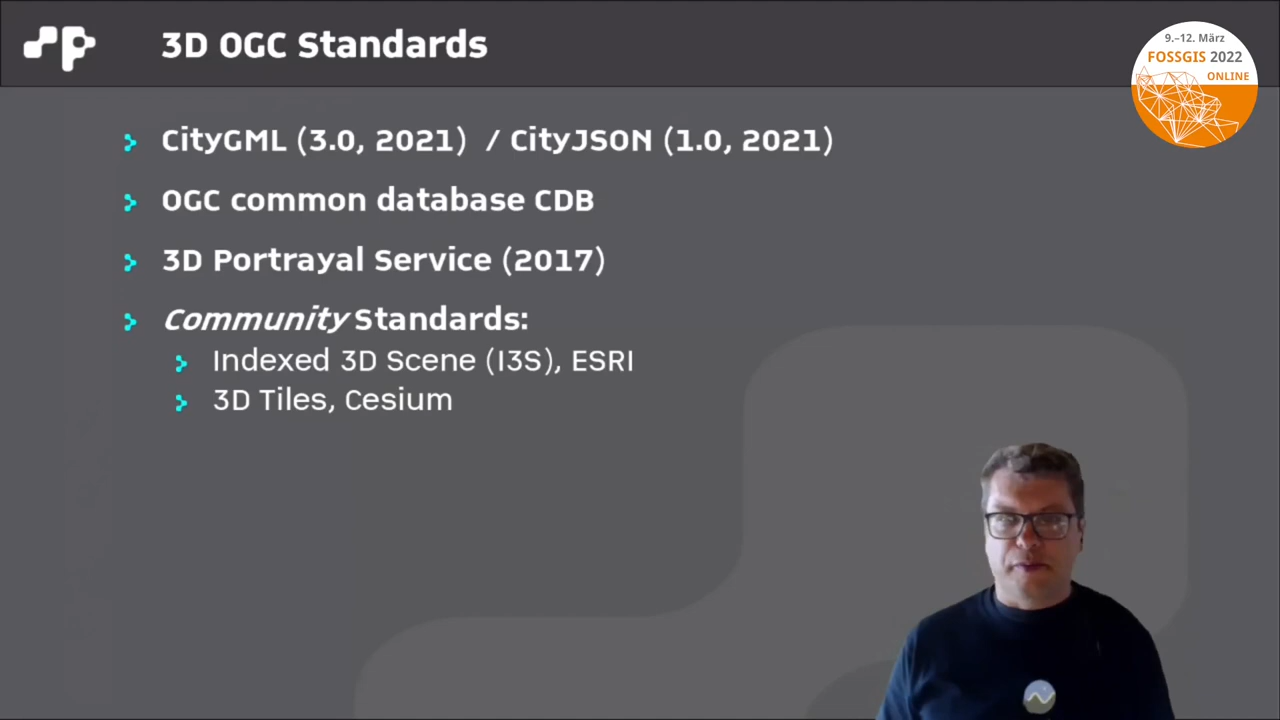 3D OGC Standards
9.–12. März
FOSSGIS 2022
ONLINE
CityGML (3.0, 2021) / CityJSON (1.0, 2021)
OGC common database CDB
3D Portrayal Service (2017)
Community Standards:
Indexed 3D Scene (I3S), ESRI
3D Tiles, Cesium